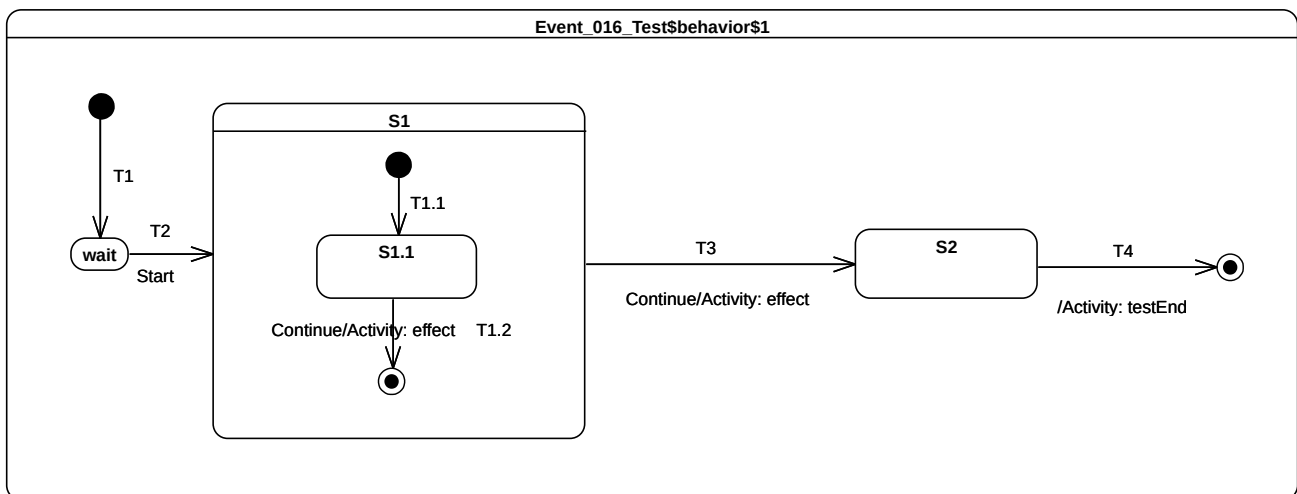 Event_016_Test$behavior$1
S1
T1
T1.1
T2
wait
Start
S1.1
T3
S2
T4
Continue/Activity: effect
/Activity: testEnd
Continue/Activity: effect T1.2